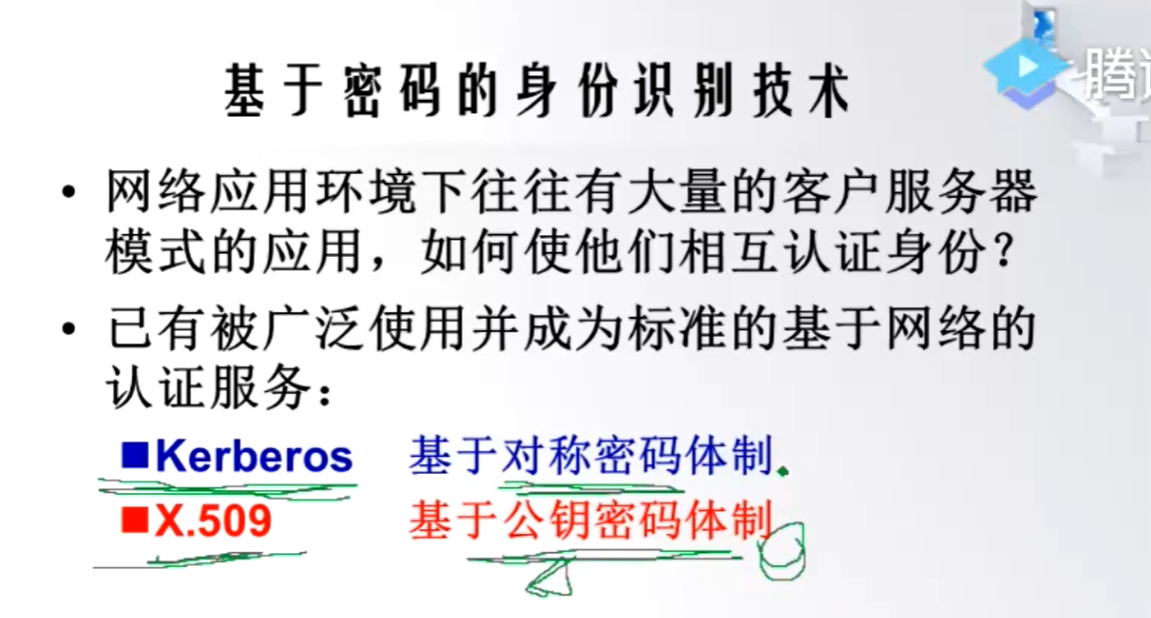 腾讯
基于密码的身份识别技术
• 网络应用环境下往往有大量的客户服务器
模式的应用，如何使他们相互认证身份？
• 已有被广泛使用并成为标准的基于网络的
认证服务：
■Kerberos 基于对称密码体制.
■X.509 基于公钥密码体制